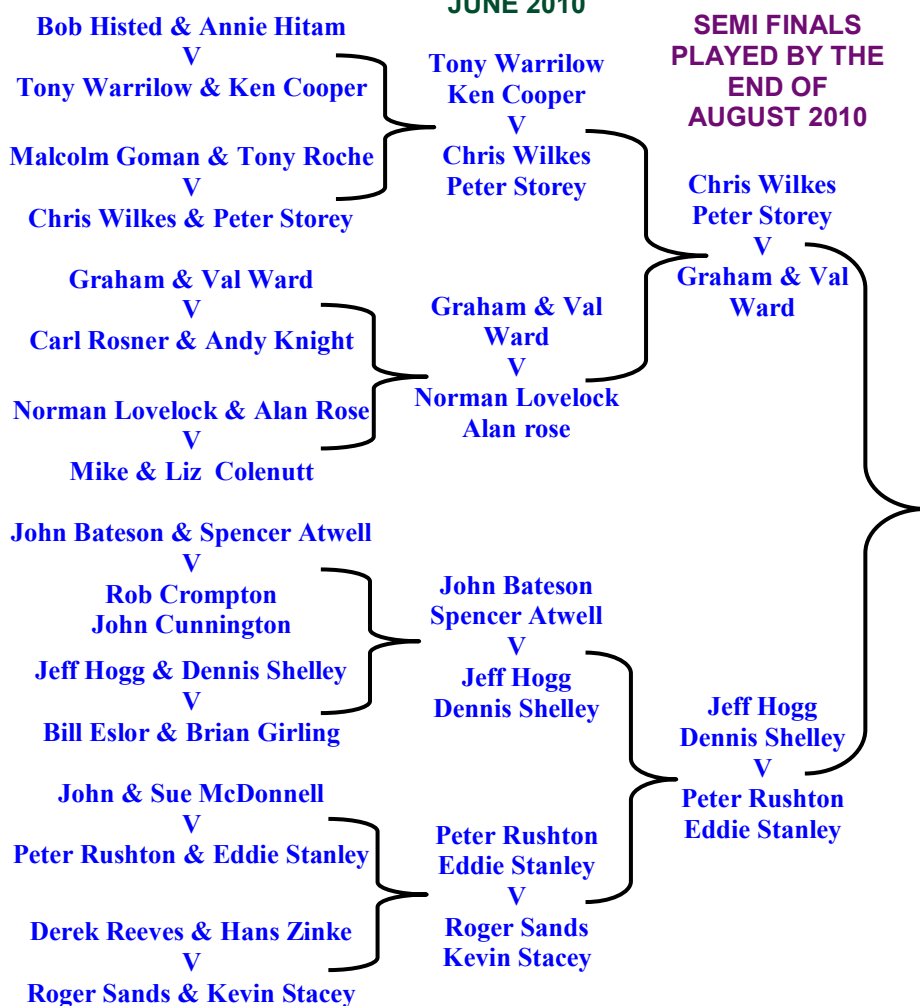 Bob Histed & Annie Hitam
V
Tony Warrilow & Ken Cooper
Malcolm Goman & Tony Roche
V
Chris Wilkes & Peter Storey
Graham & Val Ward
V
Carl Rosner & Andy Knight
Norman Lovelock & Alan Rose
V
Mike & Liz Colenutt
John Bateson & Spencer Atwell
V
Rob Crompton
John Cunnington
Jeff Hogg & Dennis Shelley
V
Bill Eslor & Brian Girling
John & Sue McDonnell
V
Peter Rushton & Eddie Stanley
Derek Reeves & Hans Zinke
V
Roger Sands & Kevin Stacey
JUNE 2010
Tony Warrilow
Ken Cooper
V
Chris Wilkes
Peter Storey
Graham & Val
Ward
V
Norman Lovelock
Alan rose
John Bateson
Spencer Atwell
V
Jeff Hogg
Dennis Shelley
Peter Rushton
Eddie Stanley
V
Roger Sands
Kevin Stacey
SEMI FINALS
PLAYED BY THE
END OF
AUGUST 2010
Chris Wilkes
Peter Storey
V
Graham & Val
Ward
Jeff Hogg
Dennis Shelley
V
Peter Rushton
Eddie Stanley